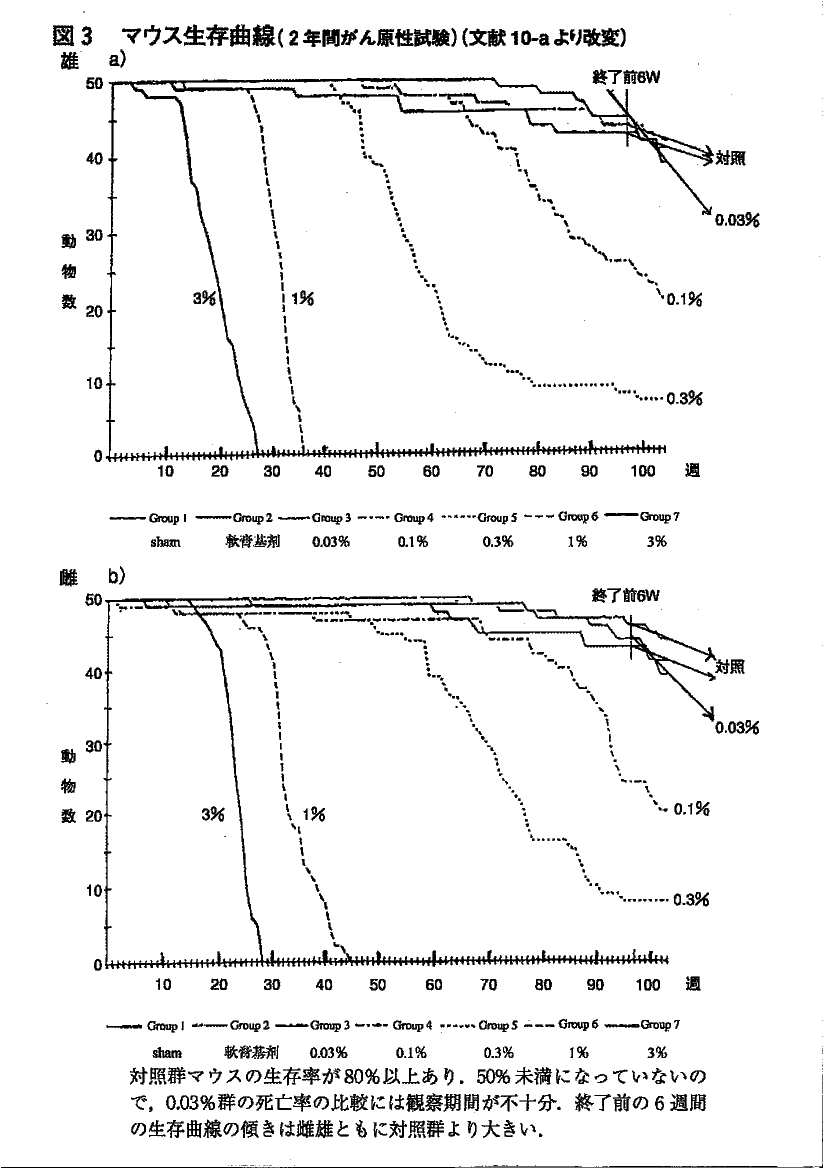 図3 マウス生存曲線(2年間がん原性試験)(文献10-aより改変)
雄 a)
終了前6W
50
40
30
20
10
0
動物数
対照
0.03%
3%
1%
0.1%
0.3%
10 20 30 40 50 60 70 80 90 100 週
Group 1 Group 2 Group 3 Group 4 Group 5 Group 6 Group 7
sham 軟膏基剤 0.03% 0.1% 0.3% 1% 3%
雌 b)
終了前6W
50
40
30
20
10
0
動物数
対照
0.03%
3%
1%
0.1%
0.3%
10 20 30 40 50 60 70 80 90 100 週
Group 1 Group 2 Group 3 Group 4 Group 5 Group 6 Group 7
sham 軟膏基剤 0.03% 0.1% 0.3% 1% 3%
対照群マウスの生存率が80%以上あり．50%未満になっていないの
で，0.03%群の死亡率の比較には観察期間が不十分．終了前の6週間
の生存曲線の傾きは雌雄ともに対照群より大きい．